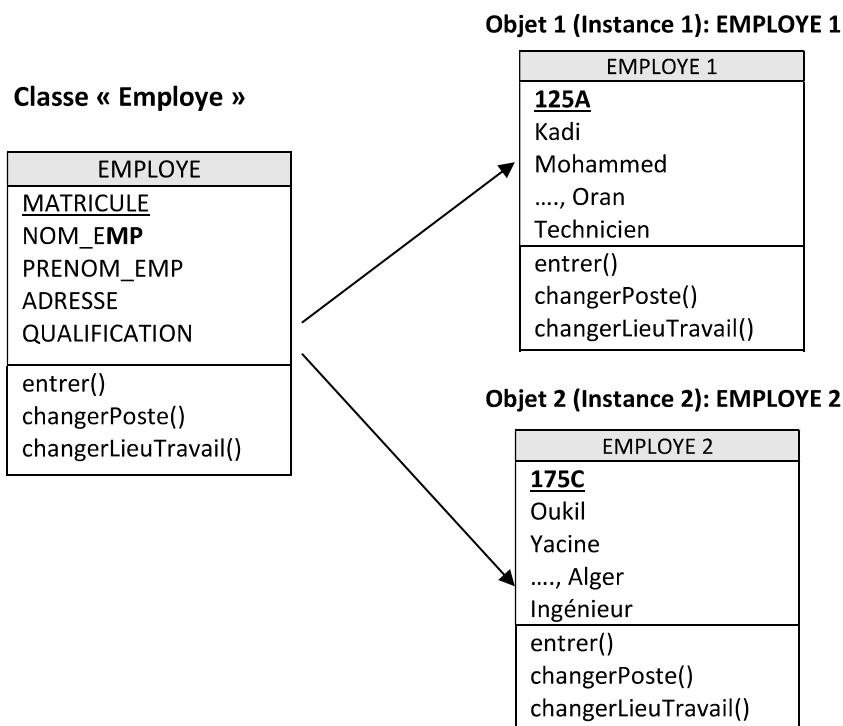 Classe « Employe »
EMPLOYE
MATRICULE
NOM_EMP
PRENOM_EMP
ADRESSE
QUALIFICATION
entrer()
changerPoste()
changerLieuTravail()
Objet 1 (Instance 1): EMPLOYE 1
EMPLOYE 1
125A
Kadi
Mohammed
...., Oran
Technicien
entrer()
changerPoste()
changerLieuTravail()
Objet 2 (Instance 2): EMPLOYE 2
EMPLOYE 2
175C
Oukil
Yacine
...., Alger
Ingénieur
entrer()
changerPoste()
changerLieuTravail()